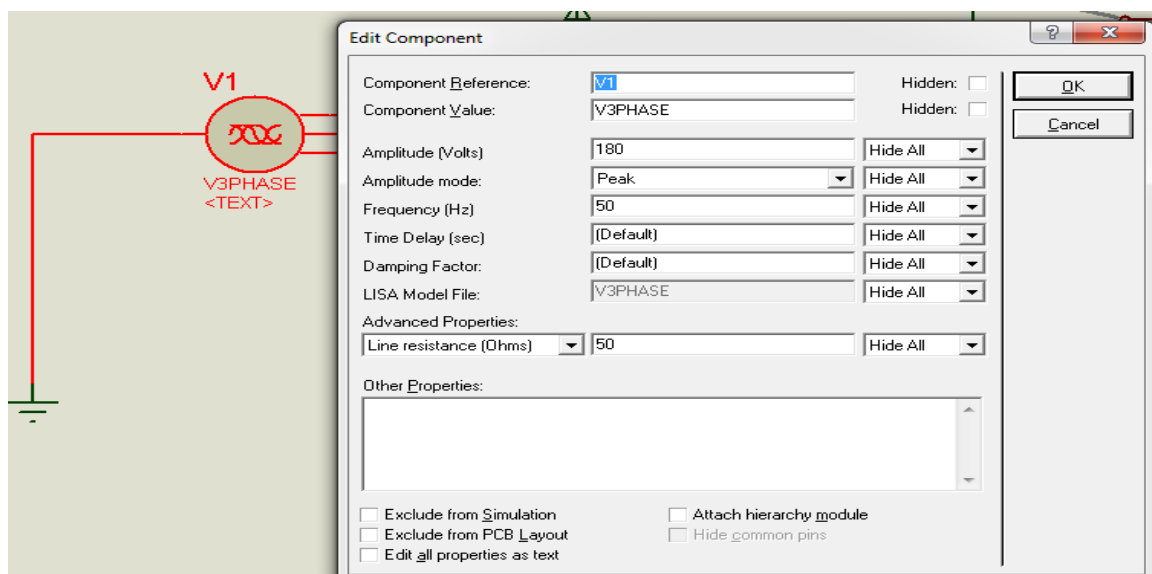 Edit Component
V1
V3PHASE
<TEXT>
Component Reference: V1 Hidden:
Component Value: V3PHASE Hidden:
Amplitude (Volts) 180 Hide All
Amplitude mode: Peak Hide All
Frequency (Hz) 50 Hide All
Time Delay (sec) (Default) Hide All
Damping Factor: (Default) Hide All
LISA Model File: V3PHASE Hide All
Advanced Properties:
Line resistance (Ohms) 50 Hide All
Other Properties:
Exclude from Simulation Attach hierarchy module
Exclude from PCB Layout Hide common pins
Edit all properties as text
OK
Cancel